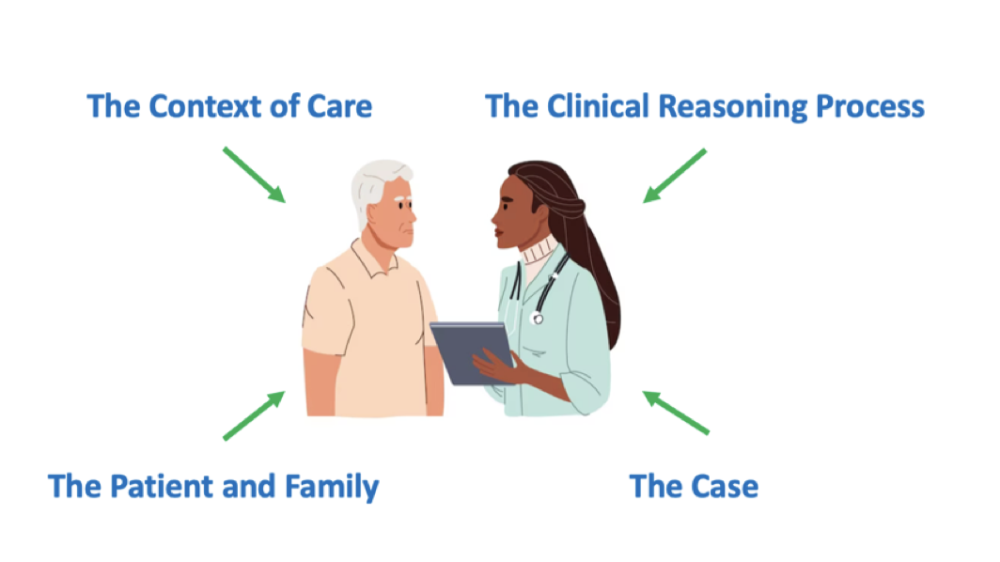 The Context of Care
The Clinical Reasoning Process
The Patient and Family
The Case